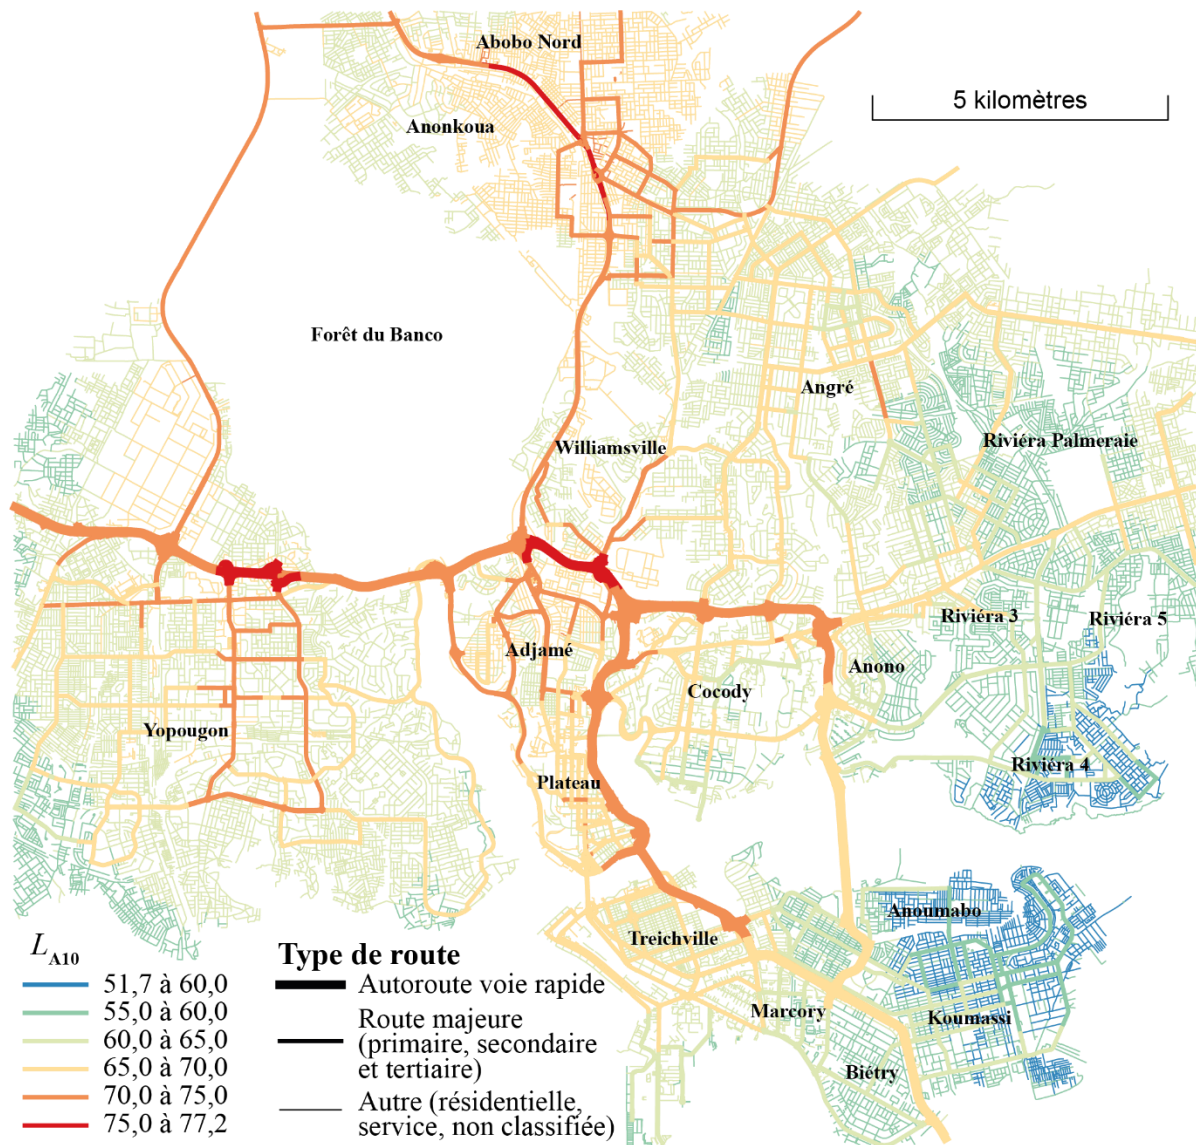 Abobo Nord
5 kilomètres
Anonkoua
Forêt du Banco
Angré
Williamsville
Riviéra Palmeraie
Riviéra 3
Riviéra 5
Adjamé
Anono
Cocody
Yopougon
Riviéra 4
Plateau
Anoumabo
Treichville
Marcory
Koumassi
Biétry
LA10
51,7 à 60,0
55,0 à 60,0
60,0 à 65,0
65,0 à 70,0
70,0 à 75,0
75,0 à 77,2
Type de route
Autoroute voie rapide
Route majeure
(primaire, secondaire
et tertiaire)
Autre (résidentielle,
service, non classifiée)